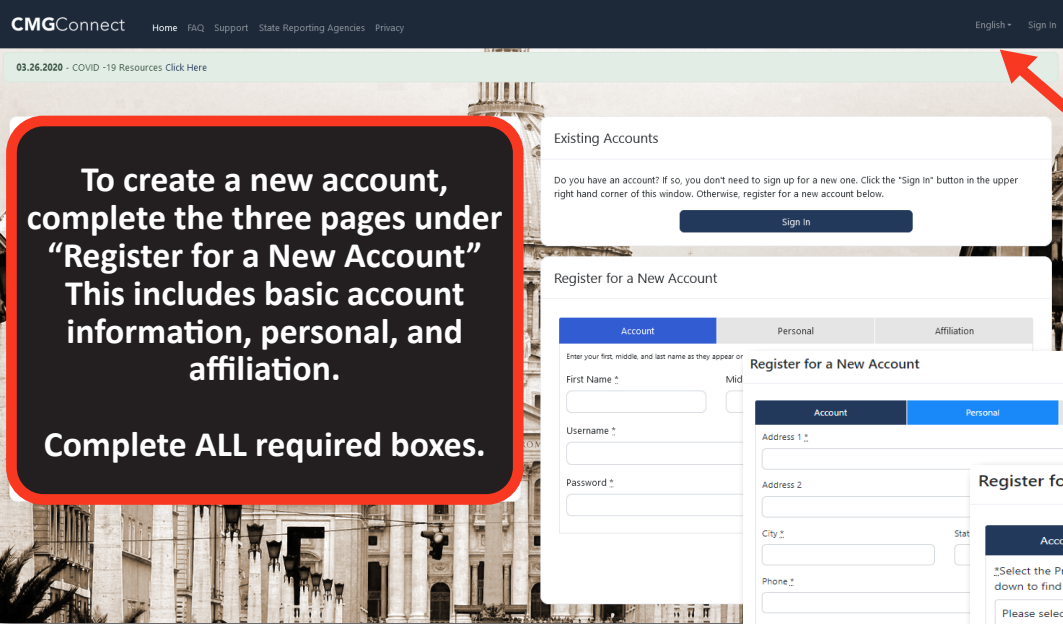 CMGConnect Home FAQ Support State Reporting Agencies Privacy English Sign In
03.26.2020 - COVID -19 Resources Click Here
To create a new account,
complete the three pages under
“Register for a New Account”
This includes basic account
information, personal, and
affiliation.
Complete ALL required boxes.
Existing Accounts
Do you have an account? If so, you don't need to sign up for a new one. Click the "Sign In" button in the upper
right hand corner of this window. Otherwise, register for a new account below.
Sign In
Register for a New Account
Account Personal Affiliation
Enter your first, middle, and last name as they appear or
First Name * Mid
Username *
Password *
Register for a New Account
Account Personal
Address 1 *
Address 2
City * Stat
Phone *
Register fo
Acco
*Select the Pr
down to find
Please selec